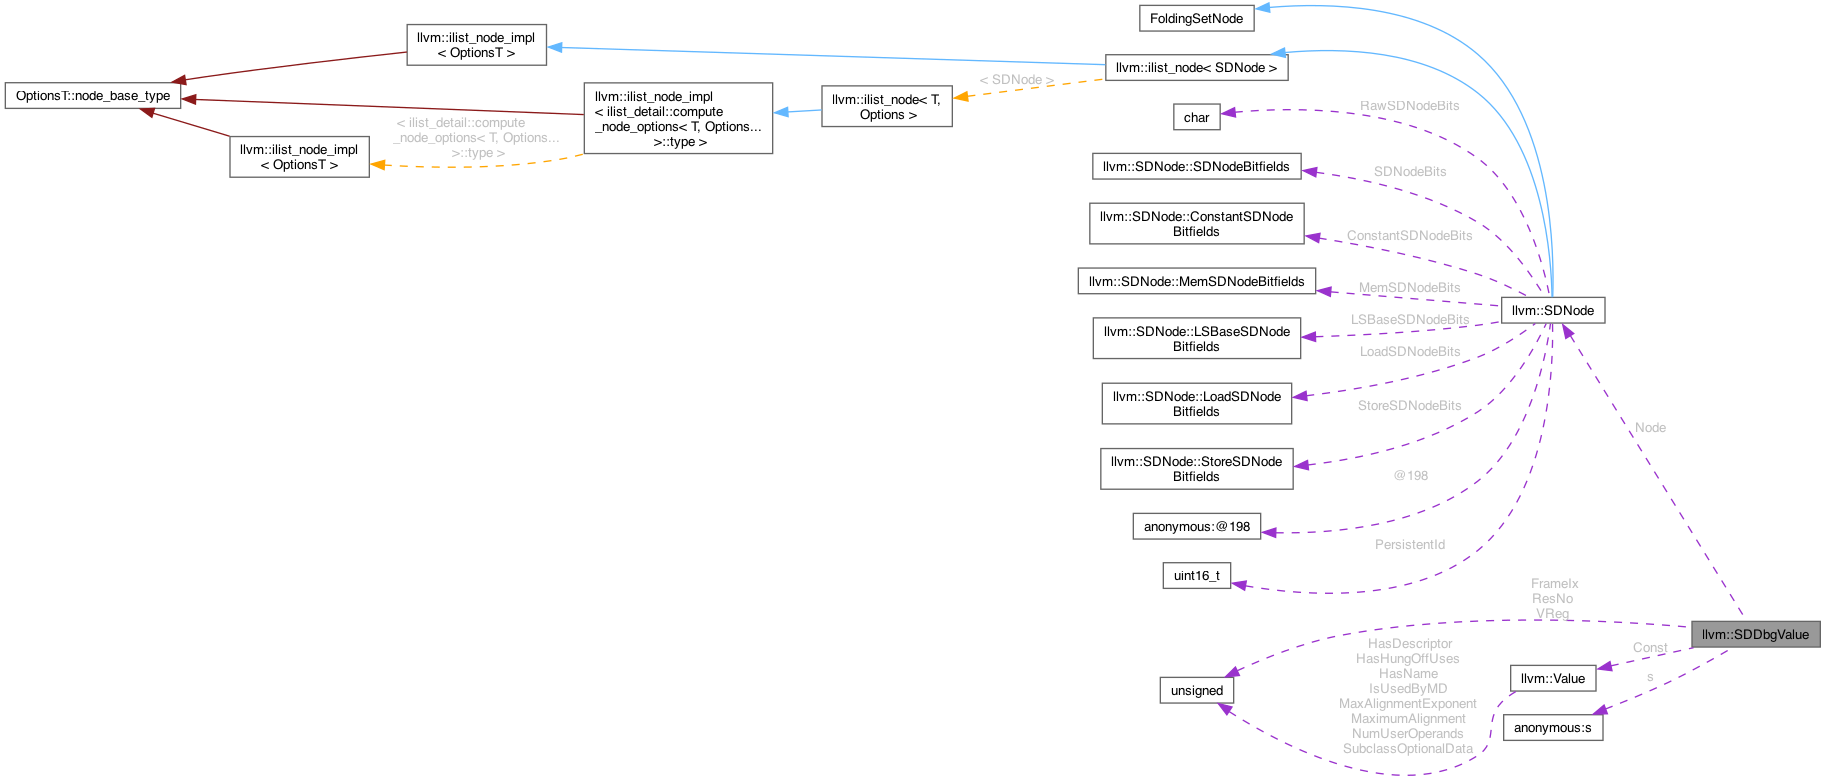 FoldingSetNode
llvm::ilist_node_impl
< OptionsT >
llvm::ilist_node< SDNode >
OptionsT::node_base_type
< SDNode >
llvm::ilist_node_impl
< ilist_detail::compute
_node_options< T, Options...
>::type >
llvm::ilist_node< T,
Options >
< ilist_detail::compute
_node_options< T, Options...
>::type >
llvm::ilist_node_impl
< OptionsT >
RawSDNodeBits
char
llvm::SDNode::SDNodeBitfields
SDNodeBits
llvm::SDNode::ConstantSDNode
Bitfields
ConstantSDNodeBits
llvm::SDNode::MemSDNodeBitfields
MemSDNodeBits
llvm::SDNode
llvm::SDNode::LSBaseSDNode
Bitfields
LSBaseSDNodeBits
LoadSDNodeBits
llvm::SDNode::LoadSDNode
Bitfields
StoreSDNodeBits
Node
llvm::SDNode::StoreSDNode
Bitfields
@198
anonymous:@198
PersistentId
uint16_t
FrameIx
ResNo
VReg
llvm::SDDbgValue
HasDescriptor
HasHungOffUses
HasName
IsUsedByMD
MaxAlignmentExponent
MaximumAlignment
NumUserOperands
SubclassOptionalData
unsigned
Const
llvm::Value
s
anonymous:s